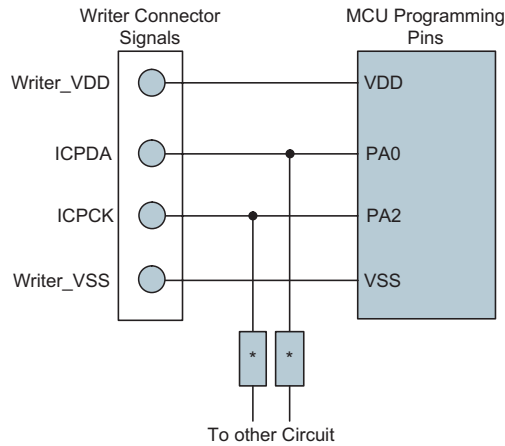 Writer Connector
Signals
MCU Programming
Pins
Writer_VDD
VDD
ICPDA
PA0
ICPCK
PA2
Writer_VSS
VSS
*
*
To other Circuit